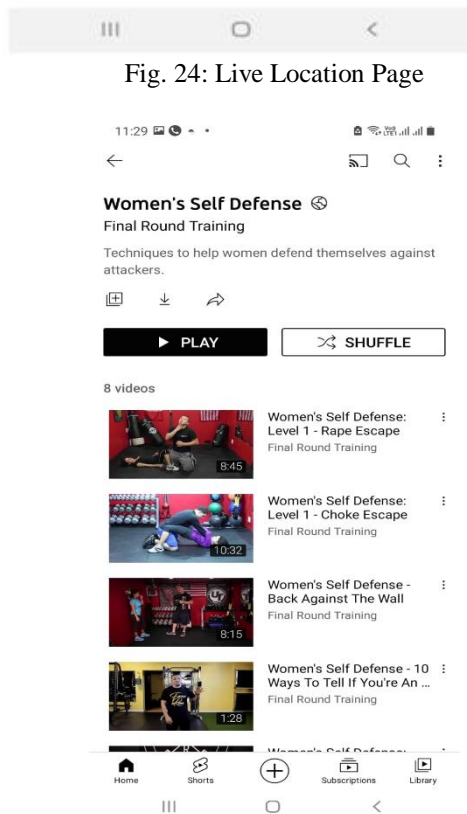 Fig. 24: Live Location Page
11:29
Women's Self Defense
Final Round Training
Techniques to help women defend themselves against
attackers.
PLAY
SHUFFLE
8 videos
Women's Self Defense:
Level 1 - Rape Escape
Final Round Training
8:45
Women's Self Defense:
Level 1 - Choke Escape
Final Round Training
10:32
Women's Self Defense -
Back Against The Wall
Final Round Training
8:15
Women's Self Defense - 10
Ways To Tell If You're An ...
Final Round Training
1:28
Women's Self Defense:
Home
Shorts
Subscriptions
Library